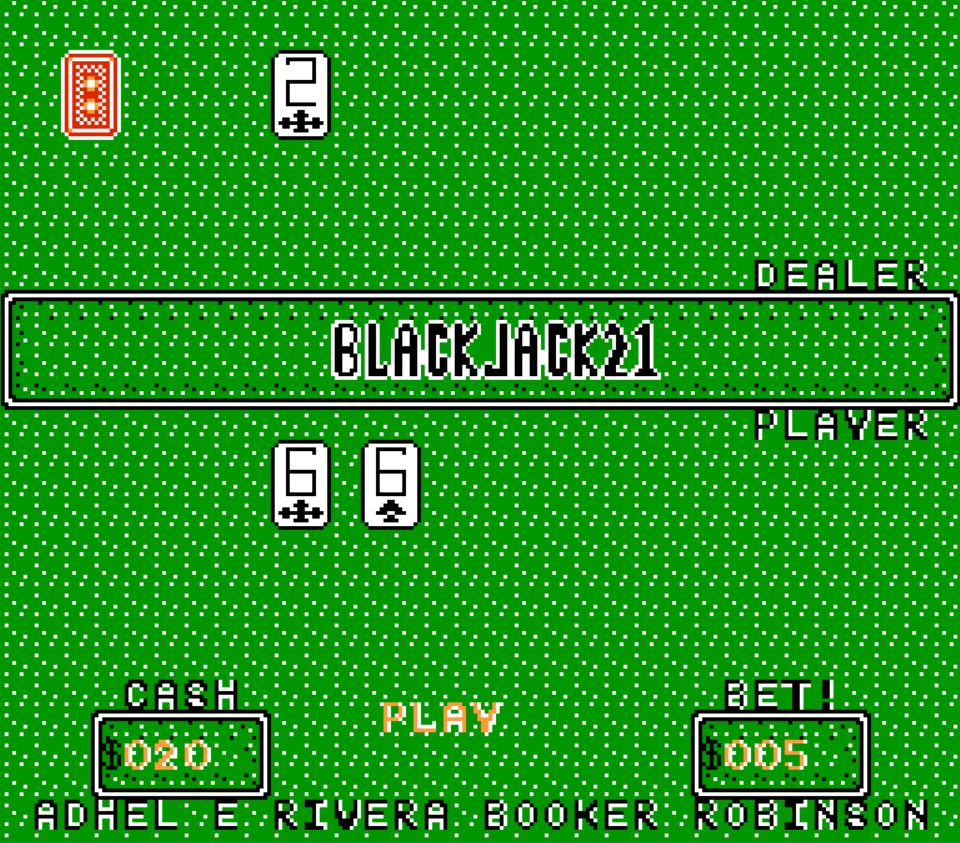 2
DEALER
BLACKJACK21
PLAYER
6 6
CASH
BET!
PLAY
$020
$005
ADHEL E RIVERA BOOKER ROBINSON